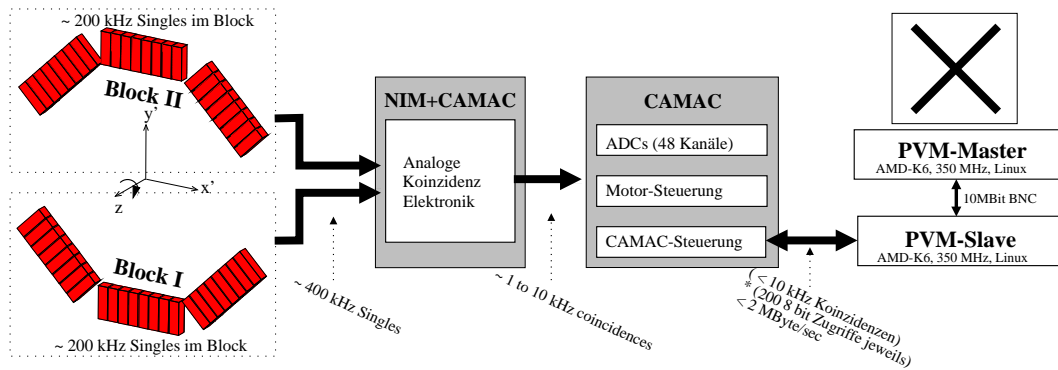 ~ 200 kHz Singles im Block
Block II
y'
x'
z
Block I
~ 200 kHz Singles im Block
~ 400 kHz Singles
NIM+CAMAC
Analoge
Koinzidenz
Elektronik
~ 1 to 10 kHz coincidences
CAMAC
ADCs (48 Kanäle)
Motor-Steuerung
CAMAC-Steuerung
( < 10 kHz Koinzidenzen)
* (200 8 bit Zugriffe jeweils)
< 2 MByte/sec
PVM-Master
AMD-K6, 350 MHz, Linux
10MBit BNC
PVM-Slave
AMD-K6, 350 MHz, Linux